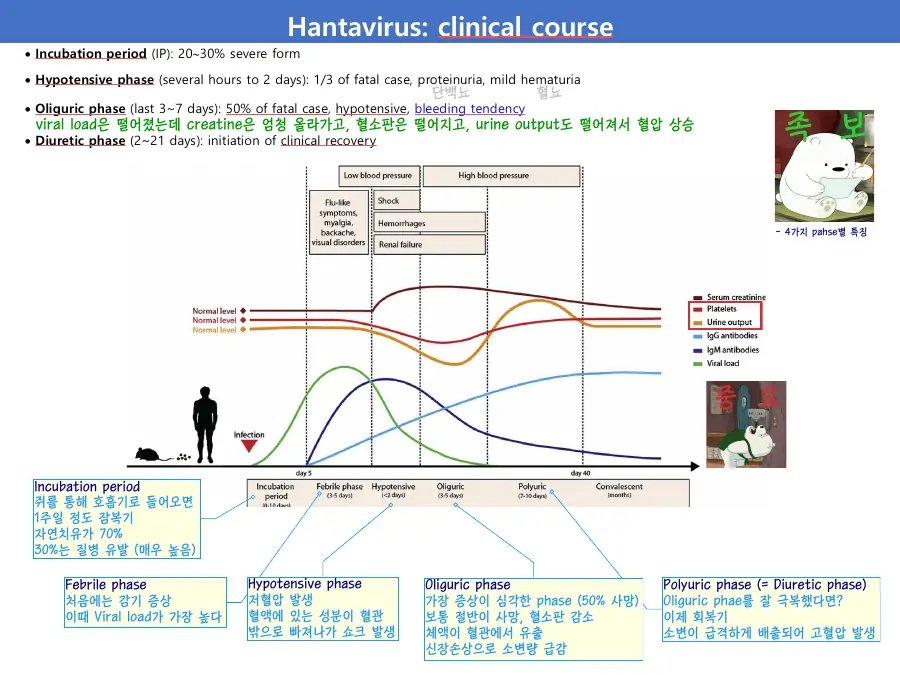 Hantavirus: clinical course
• Incubation period (IP): 20~30% severe form
• Hypotensive phase (several hours to 2 days): 1/3 of fatal case, proteinuria, mild hematuria
단백뇨 혈뇨
• Oliguric phase (last 3~7 days): 50% of fatal case, hypotensive, bleeding tendency
viral load은 떨어졌는데 creatine은 엄청 올라가고, 혈소판은 떨어지고, urine output도 떨어져서 혈압 상승
• Diuretic phase (2~21 days): initiation of clinical recovery
족보
- 4가지 pahse별 특징
Low blood pressure
High blood pressure
Flu-like
symptoms,
myalgia,
backache,
visual disorders
Shock
Hemorrhages
Renal failure
Normal level
Normal level
Normal level
Serum creatinine
Platelets
Urine output
IgG antibodies
IgM antibodies
Viral load
중요
Infection
day 5
day 40
Incubation
period
(0-10 days)
Febrile phase
(3-5 days)
Hypotensive
(<2 days)
Oliguric
(3-5 days)
Polyuric
(7-10 days)
Convalescent
(months)
Incubation period
쥐를 통해 호흡기로 들어오면
1주일 정도 잠복기
자연치유가 70%
30%는 질병 유발 (매우 높음)
Febrile phase
처음에는 감기 증상
이때 Viral load가 가장 높다
Hypotensive phase
저혈압 발생
혈액에 있는 성분이 혈관
밖으로 빠져나가 쇼크 발생
Oliguric phase
가장 증상이 심각한 phase (50% 사망)
보통 절반이 사망, 혈소판 감소
체액이 혈관에서 유출
신장손상으로 소변량 급감
Polyuric phase (= Diuretic phase)
Oliguric phae를 잘 극복했다면?
이제 회복기
소변이 급격하게 배출되어 고혈압 발생